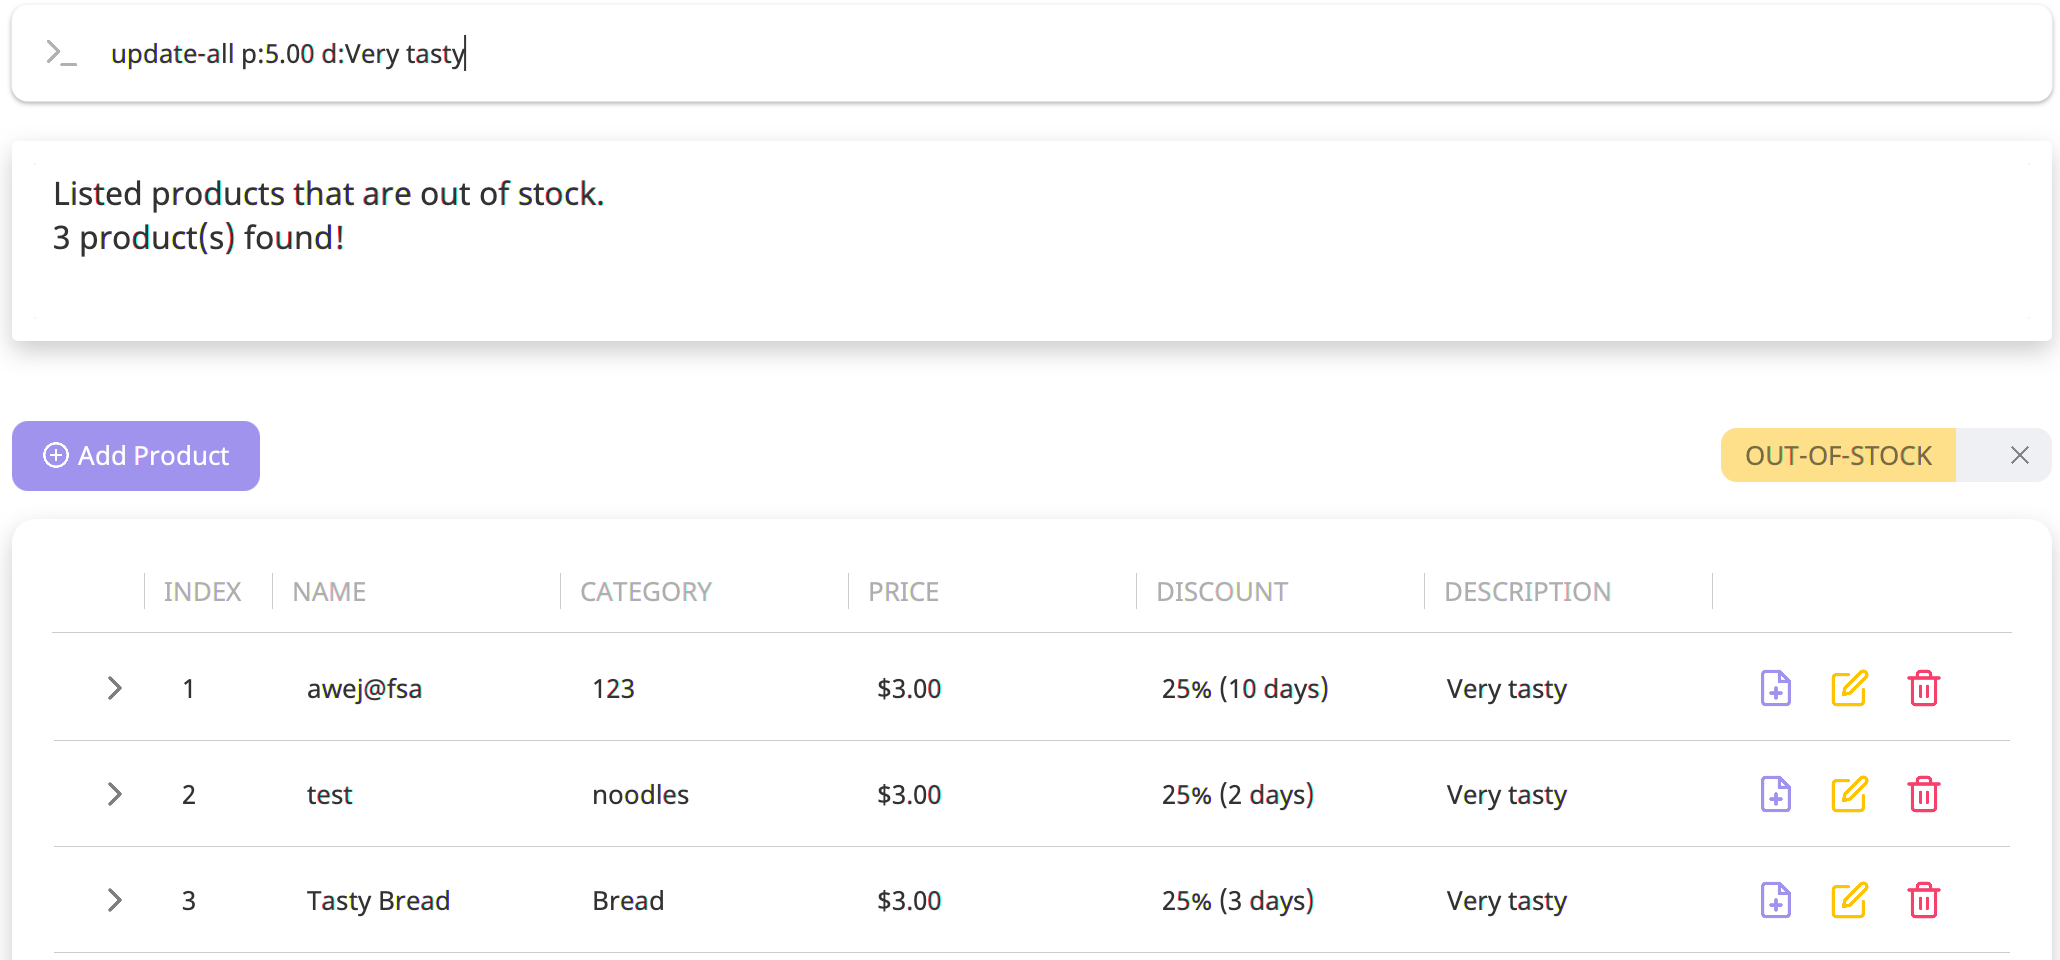 update-all p:5.00 d:Very tasty
Listed products that are out of stock.
3 product(s) found!
Add Product
OUT-OF-STOCK
INDEX NAME CATEGORY PRICE DISCOUNT DESCRIPTION
1 awej@fsa 123 $3.00 25% (10 days) Very tasty
2 test noodles $3.00 25% (2 days) Very tasty
3 Tasty Bread Bread $3.00 25% (3 days) Very tasty